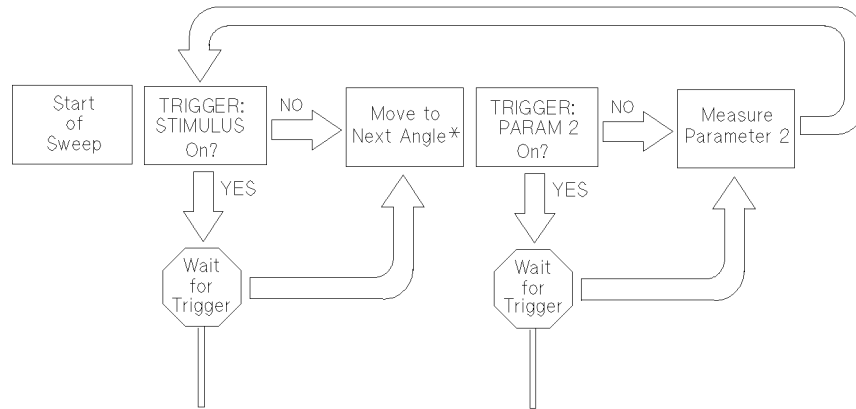 Start
of
Sweep
TRIGGER:
STIMULUS
On?
NO
YES
Wait
for
Trigger
Move to
Next Angle*
TRIGGER:
PARAM 2
On?
NO
YES
Wait
for
Trigger
Measure
Parameter 2